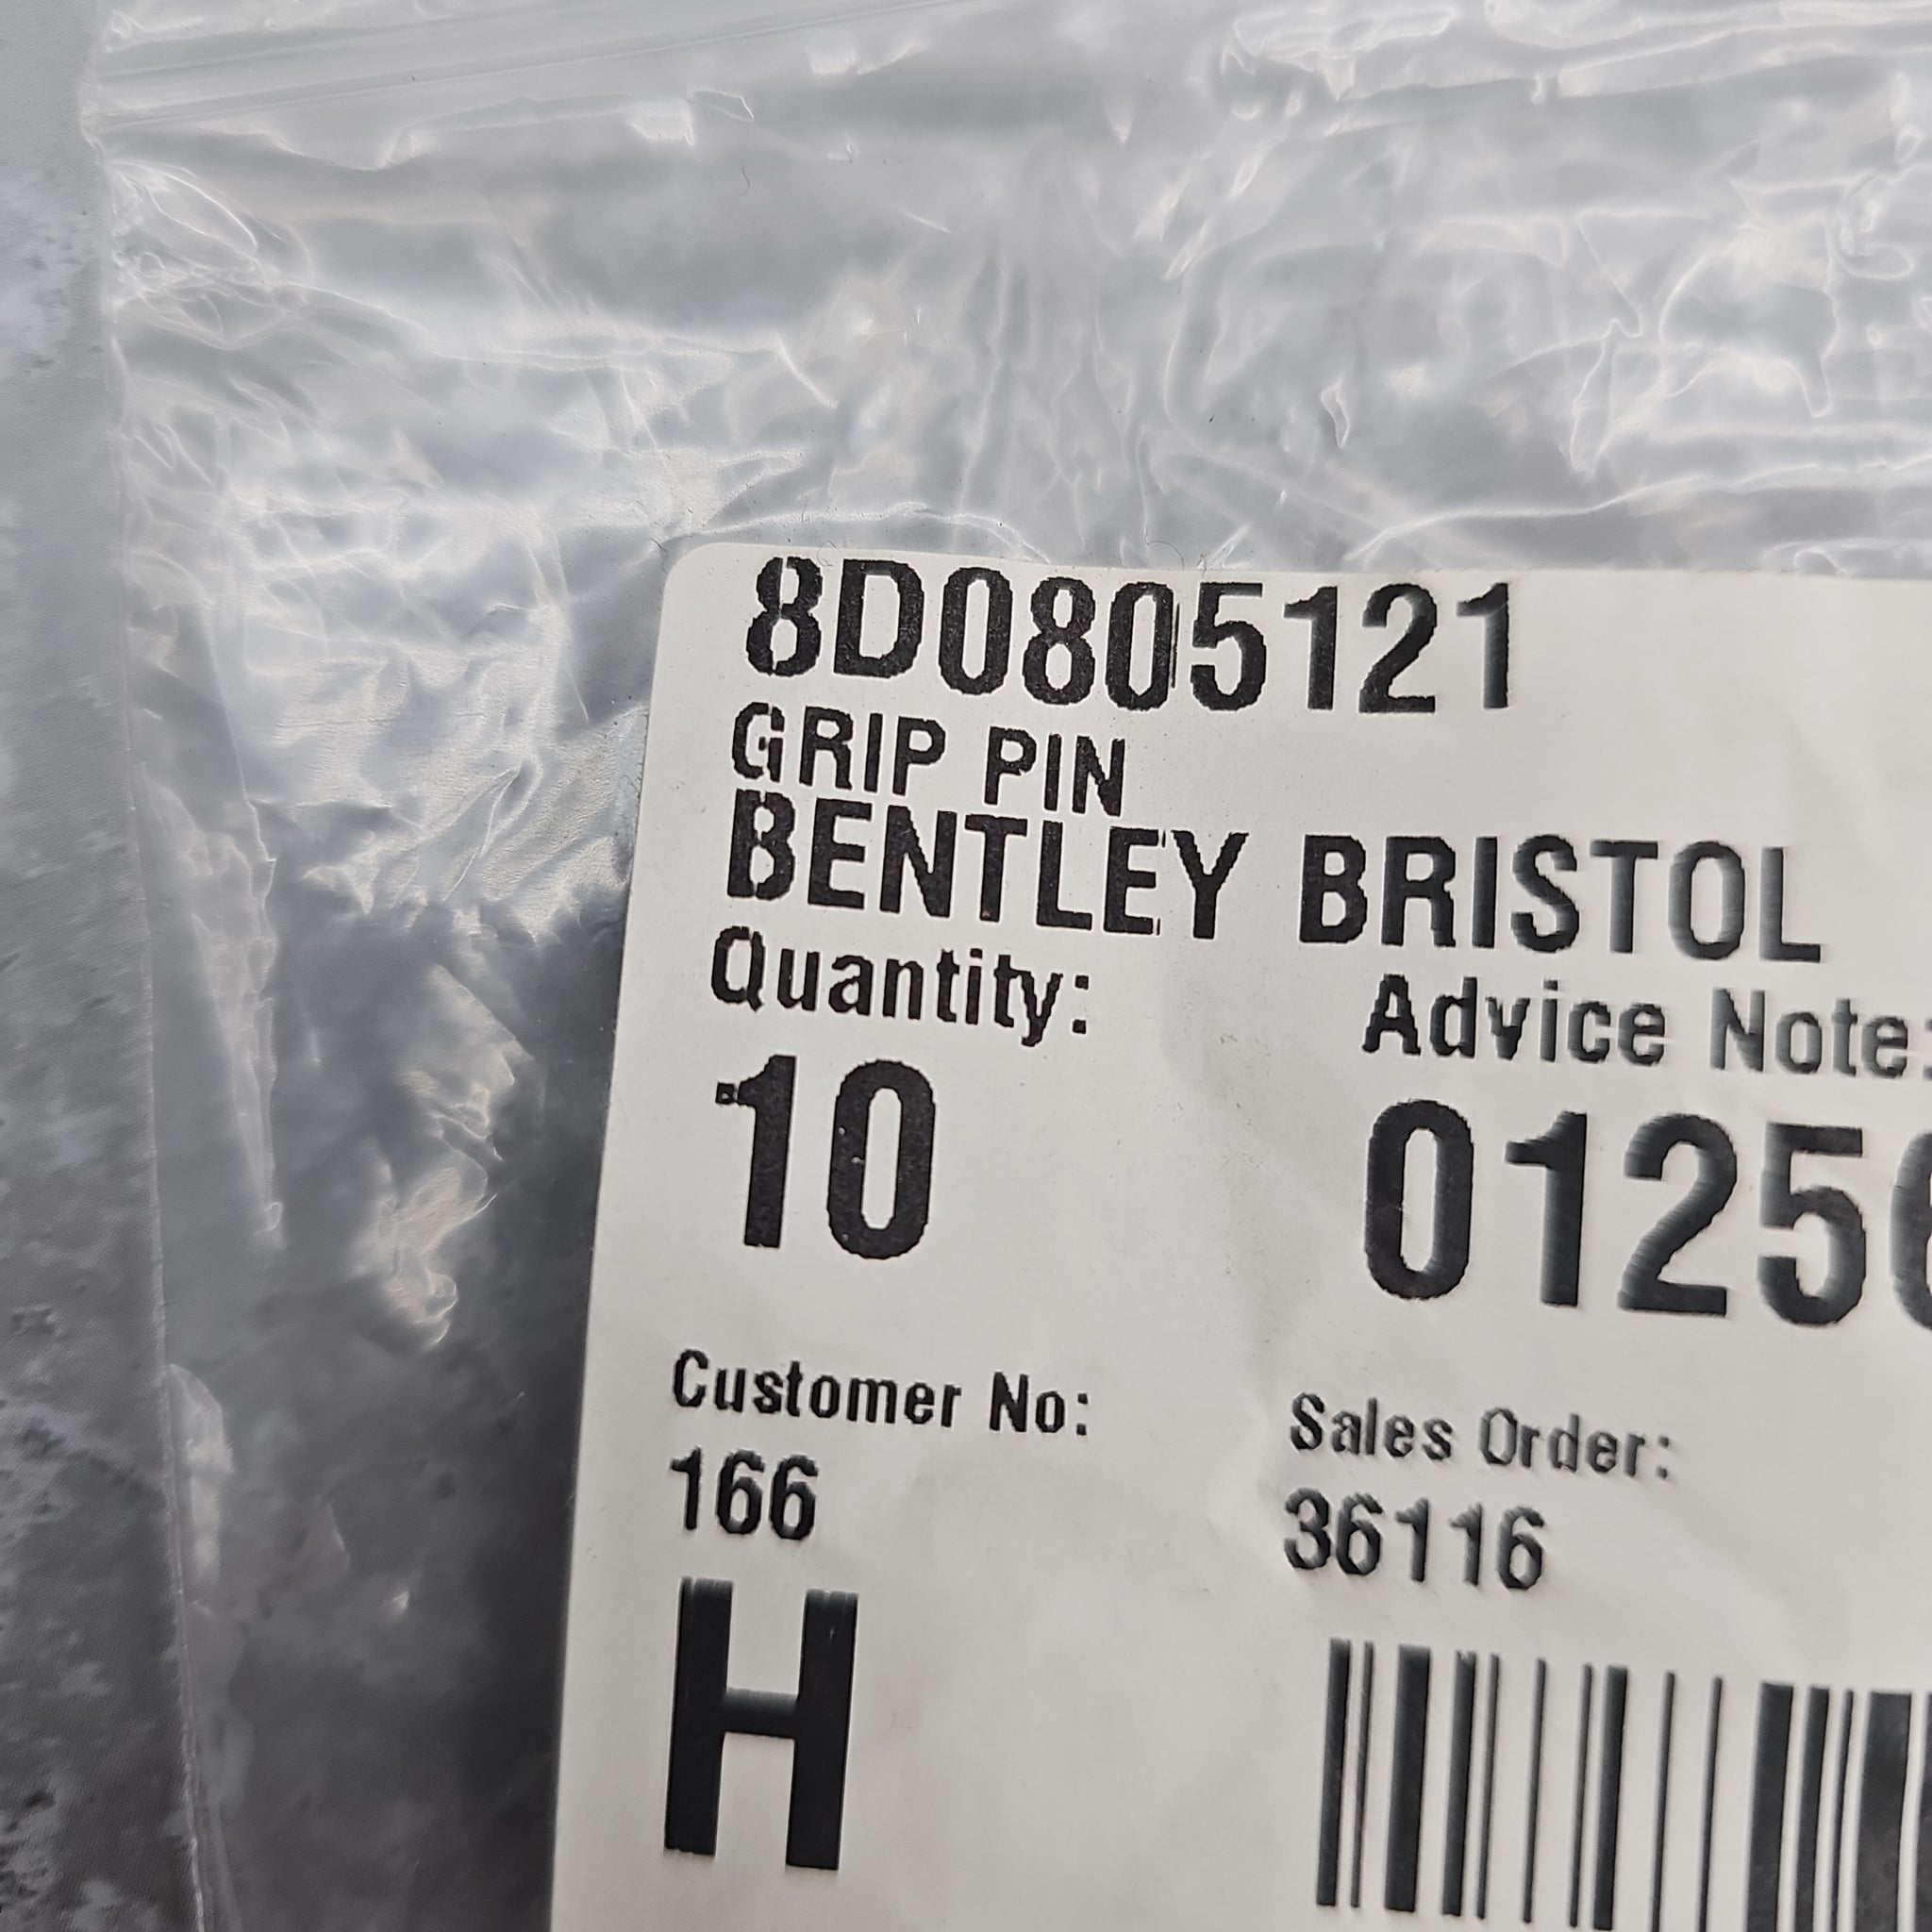 8D0805121
GRIP PIN
BENTLEY BRISTOL
Quantity: Advice Note:
10 0125
Customer No: Sales Order:
166 36116
H